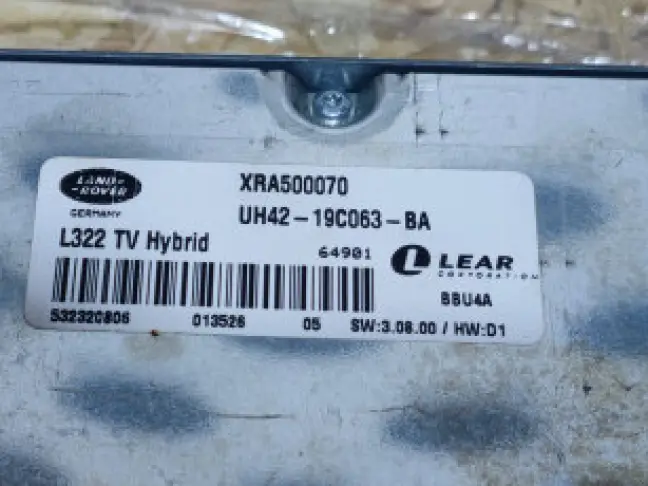 LAND-
-ROVER
GERMANY
XRA500070
UH42-19C063-BA
L322 TV Hybrid
64901
LEAR
CORPORATION
BBU4A
S3232C806 013526 05 SW:3.08.00 / HW:D1